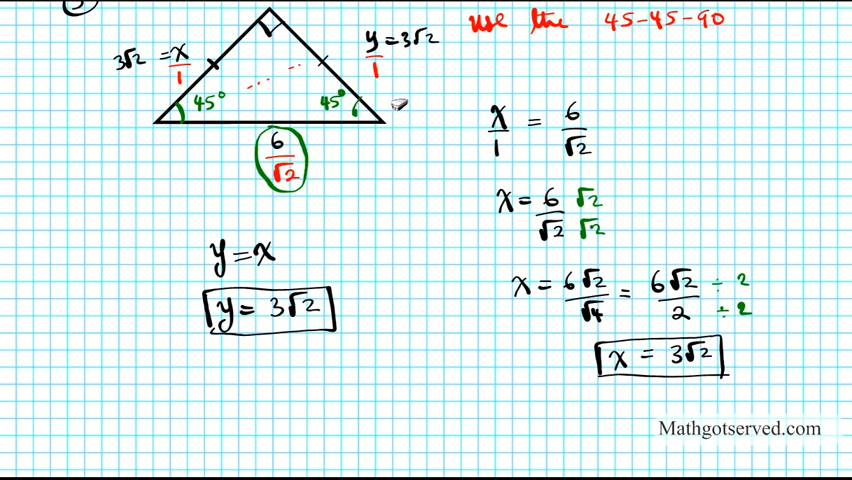 3
use the 45-45-90
3√2 = x/1
y/1 = 3√2
45° 45°
6/√2
x/1 = 6/√2
x = 6/√2 √2/√2
y = x
x = 6√2/√4 = 6√2/2 ÷ 2/÷ 2
y = 3√2
x = 3√2
Mathgotserved.com